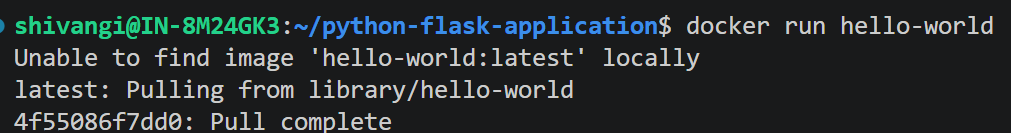 shivangi@IN-8M24GK3:~/python-flask-application$ docker run hello-world
Unable to find image 'hello-world:latest' locally
latest: Pulling from library/hello-world
4f55086f7dd0: Pull complete